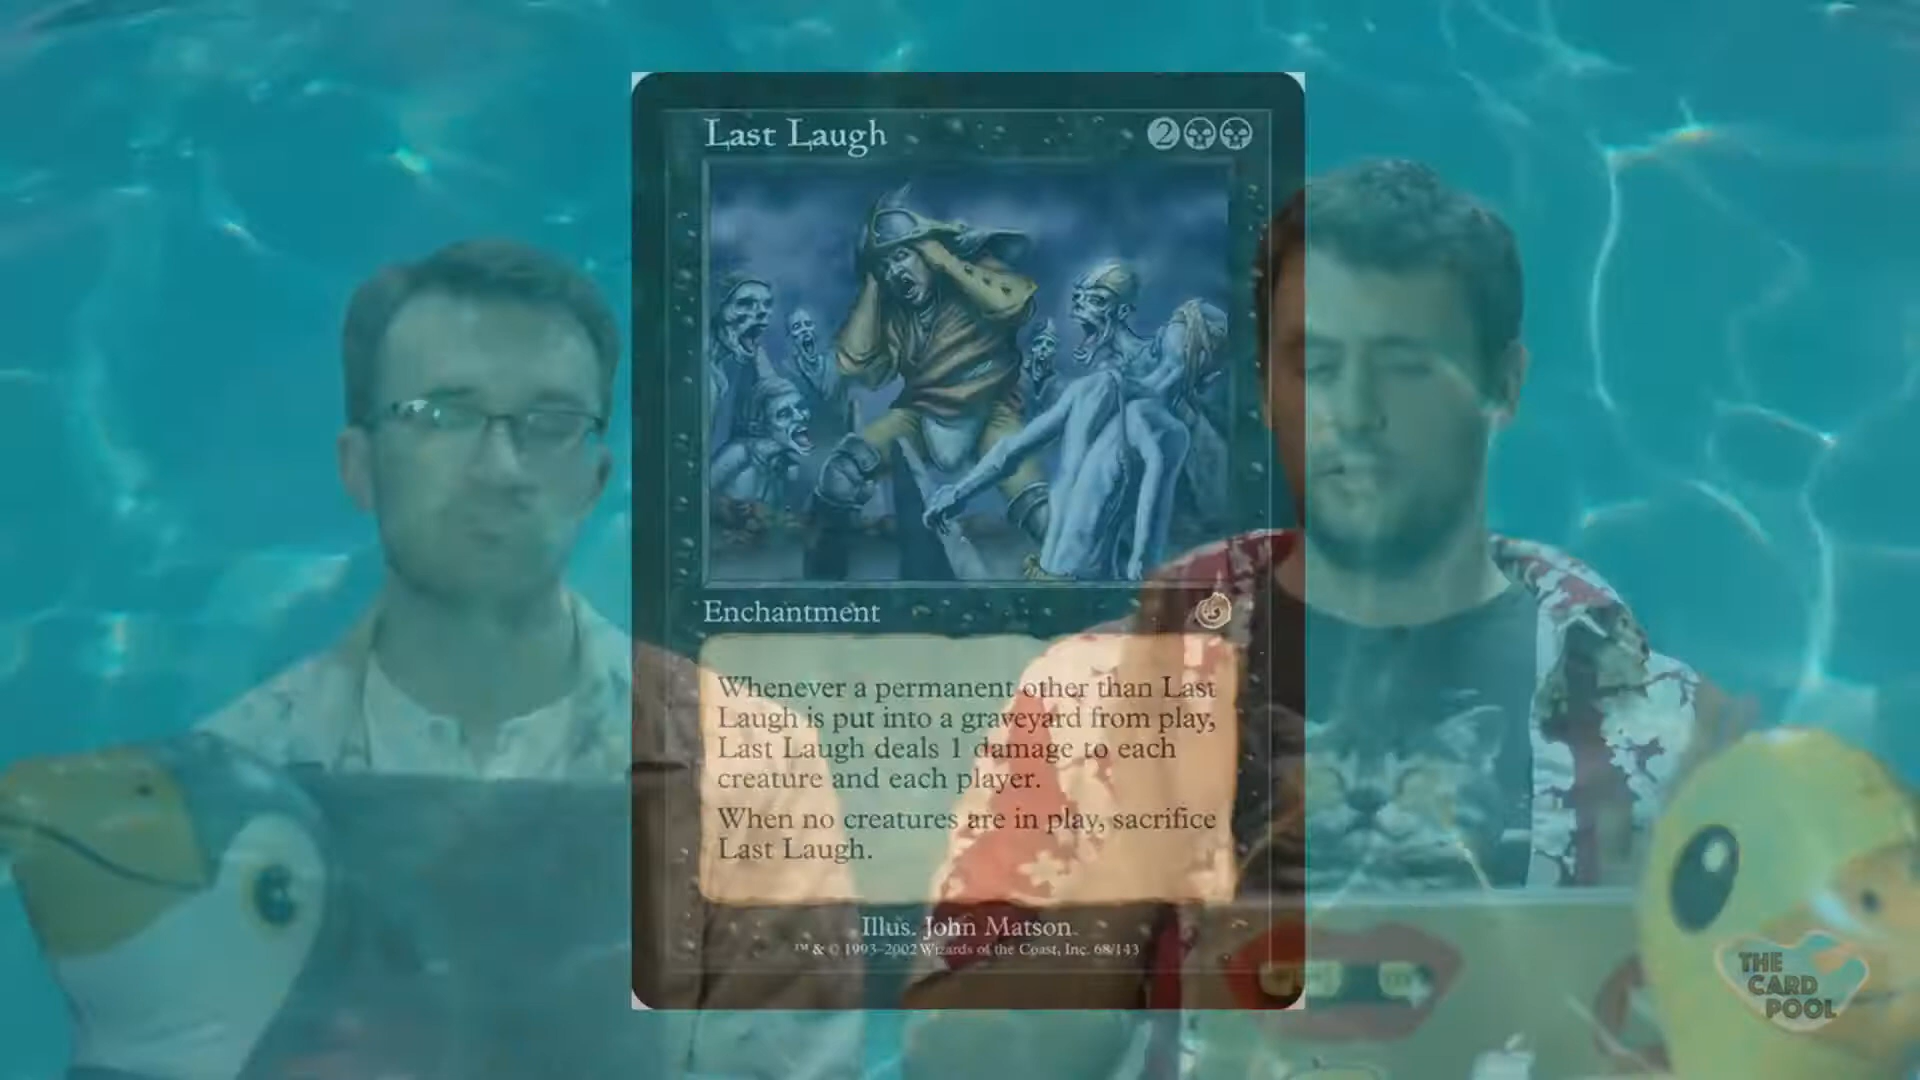 Last Laugh
2
Enchantment
Whenever a permanent other than Last
Laugh is put into a graveyard from play,
Last Laugh deals 1 damage to each
creature and each player.
When no creatures are in play, sacrifice
Last Laugh.
Illus. John Matson
™ & © 1993–2002 Wizards of the Coast, Inc. 68/143
THE
CARD
POOL